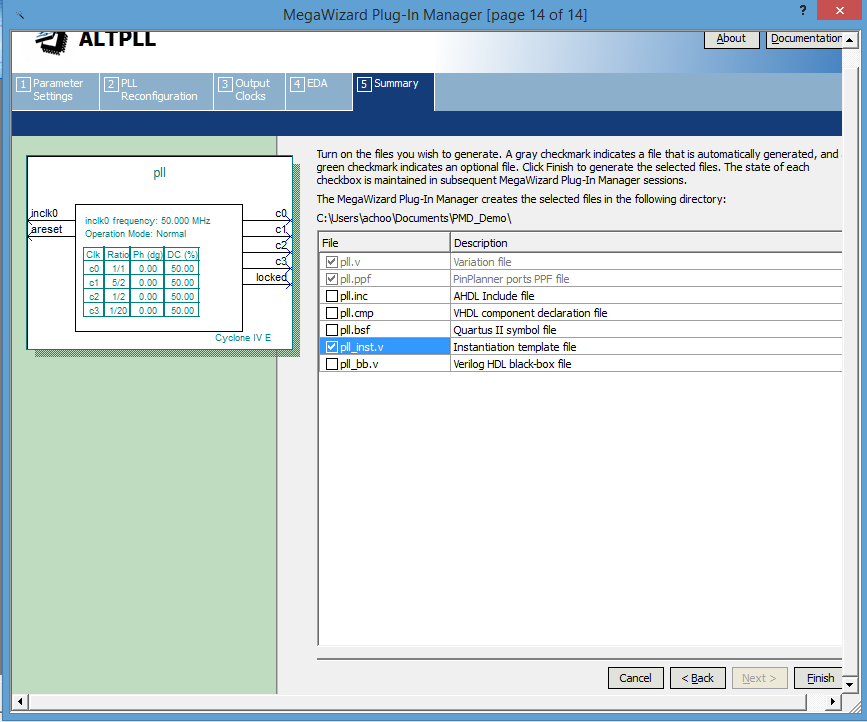 MegaWizard Plug-In Manager [page 14 of 14]
? ×
ALTPLL
About Documentation
1 Parameter Settings
2 PLL Reconfiguration
3 Output Clocks
4 EDA
5 Summary
pll
inclk0
areset
inclk0 frequency: 50.000 MHz
Operation Mode: Normal
Clk Ratio Ph (dg) DC (%)
c0 1/1 0.00 50.00
c1 5/2 0.00 50.00
c2 1/2 0.00 50.00
c3 1/20 0.00 50.00
c0
c1
c2
c3
locked
Cyclone IV E
Turn on the files you wish to generate. A gray checkmark indicates a file that is automatically generated, and
green checkmark indicates an optional file. Click Finish to generate the selected files. The state of each
checkbox is maintained in subsequent MegaWizard Plug-In Manager sessions.
The MegaWizard Plug-In Manager creates the selected files in the following directory:
C:\Users\achoo\Documents\PMD_Demo\
File Description
pll.v Variation file
pll.ppf PinPlanner ports PPF file
pll.inc AHDL Include file
pll.cmp VHDL component declaration file
pll.bsf Quartus II symbol file
pll_inst.v Instantiation template file
pll_bb.v Verilog HDL black-box file
Cancel < Back Next > Finish